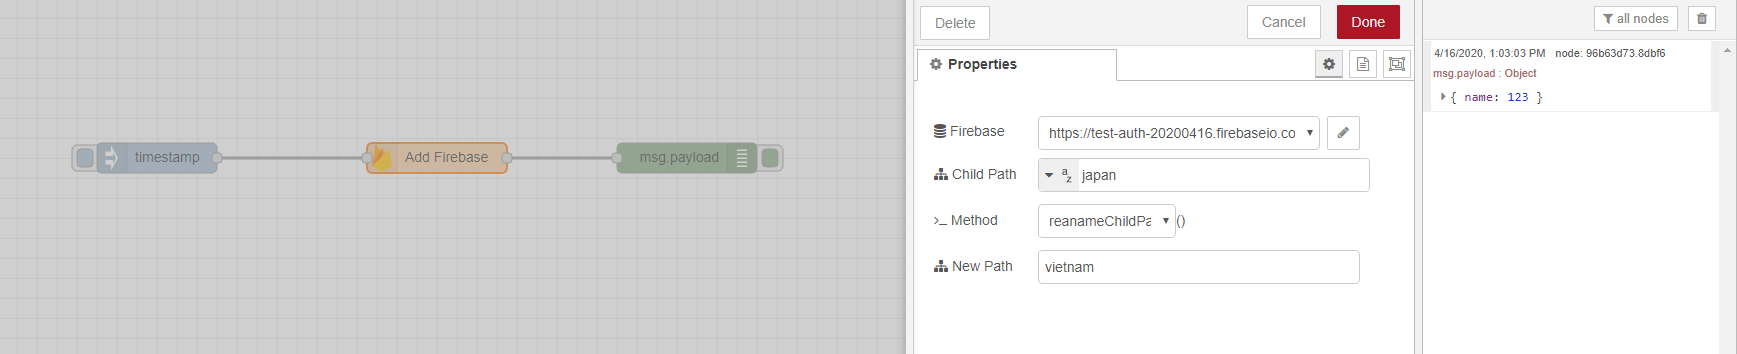 timestamp
Add Firebase
msg.payload
Delete
Cancel
Done
Properties
Firebase
https://test-auth-20200416.firebaseio.co
Child Path
a
z
japan
Method
reanameChildPa
()
New Path
vietnam
all nodes
4/16/2020, 1:03:03 PM node: 96b63d73.8dbf6
msg.payload : Object
{ name: 123 }